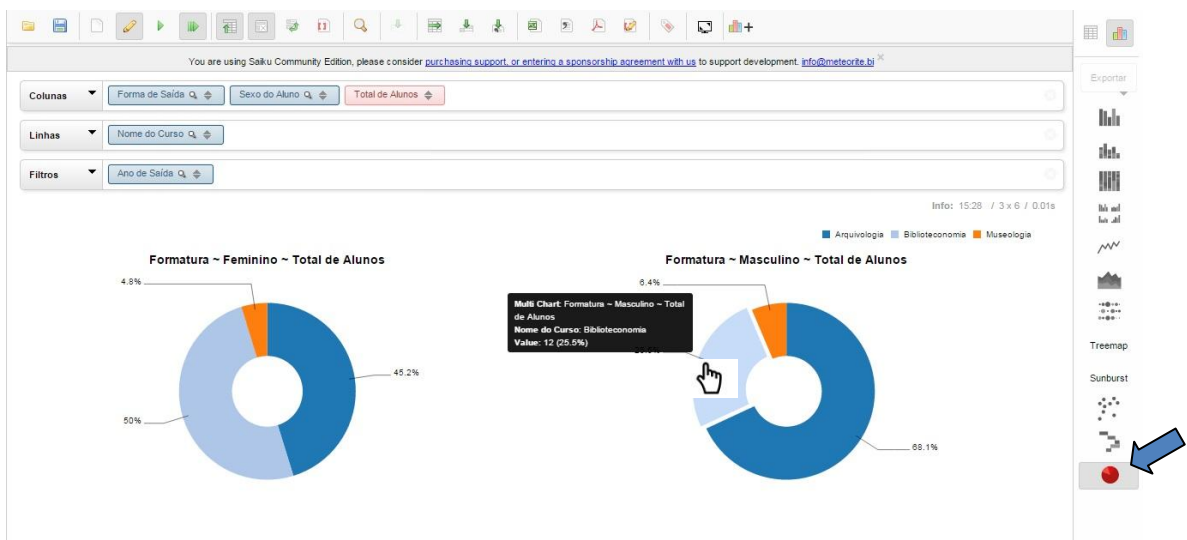 You are using Saiku Community Edition, please consider purchasing support, or entering a sponsorship agreement with us to support development. info@meteorite.bi ×
Exportar
Colunas Forma de Saída Sexo do Aluno Total de Alunos
Linhas Nome do Curso
Filtros Ano de Saída
Info: 15:28 / 3 x 6 / 0.01s
Arquivologia Biblioteconomia Museologia
Formatura ~ Feminino ~ Total de Alunos
4.8%
45.2%
50%
Formatura ~ Masculino ~ Total de Alunos
6.4%
Multi Chart: Formatura ~ Masculino ~ Total
de Alunos
Nome do Curso: Biblioteconomia
Value: 12 (25.5%)
68.1%
Treemap
Sunburst